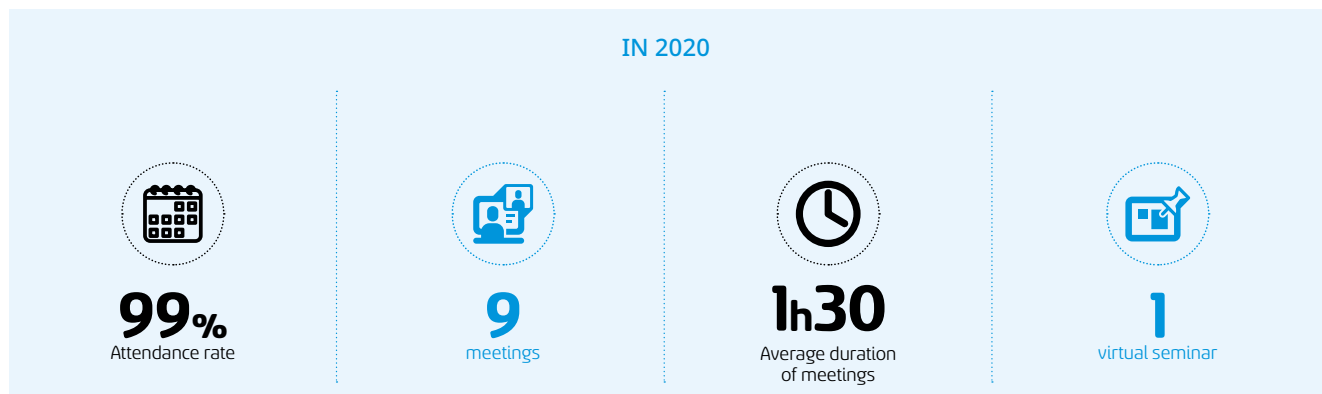 IN 2020
99%
Attendance rate
9
meetings
1h30
Average duration
of meetings
1
virtual seminar